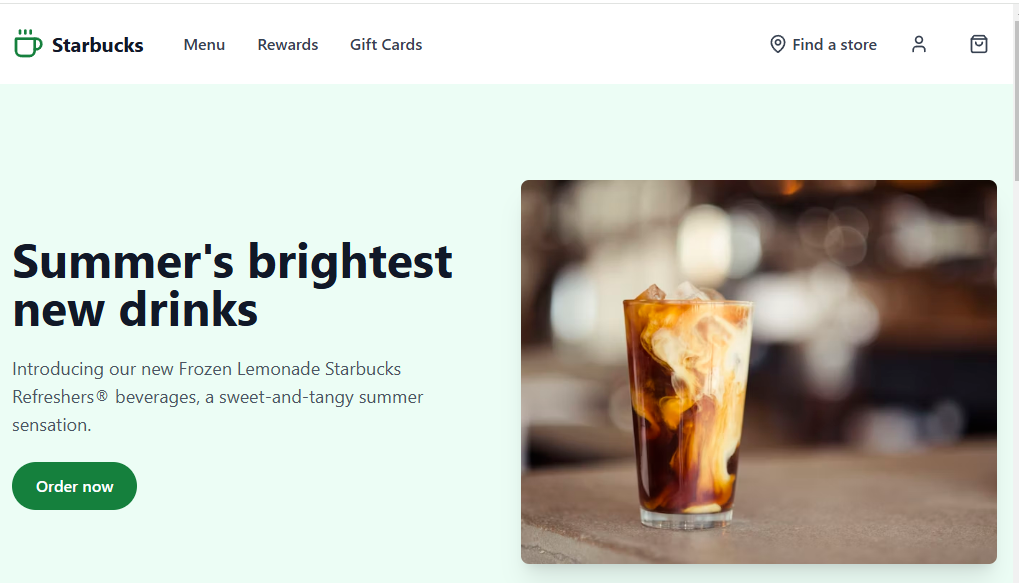 Starbucks Menu Rewards Gift Cards Find a store
Summer's brightest
new drinks
Introducing our new Frozen Lemonade Starbucks
Refreshers® beverages, a sweet-and-tangy summer
sensation.
Order now